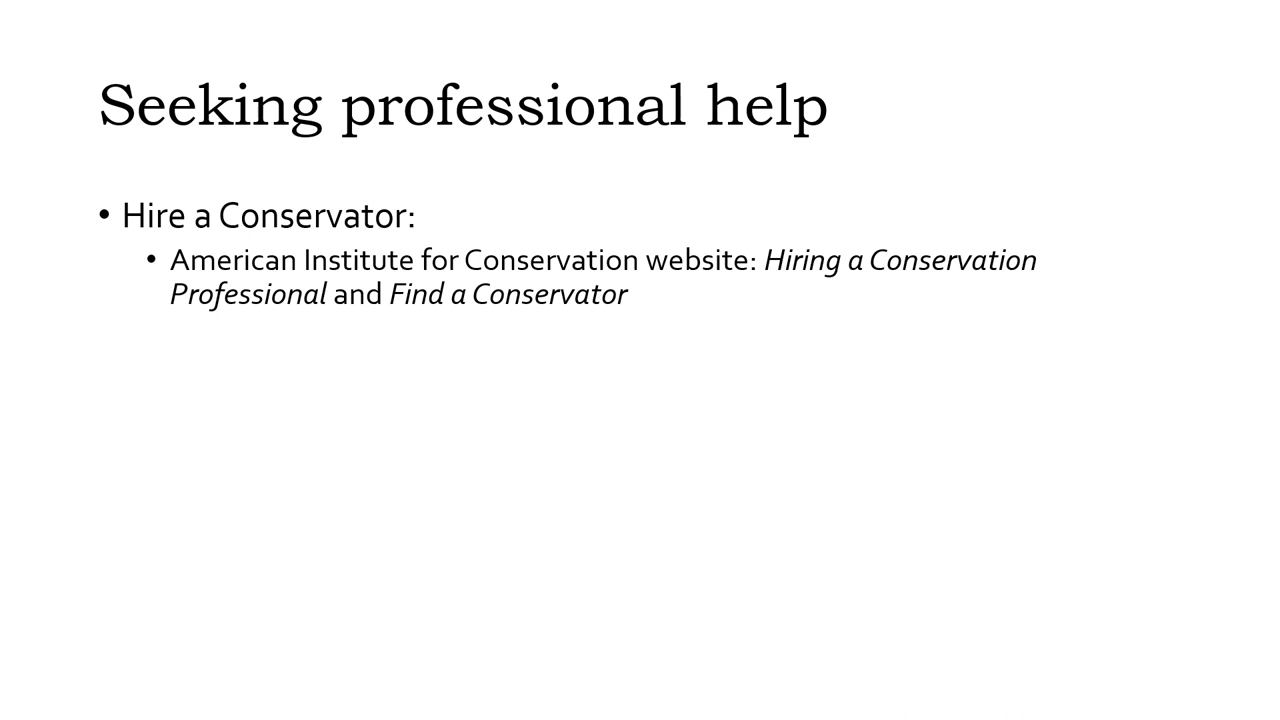 Seeking professional help
• Hire a Conservator:
• American Institute for Conservation website: Hiring a Conservation
Professional and Find a Conservator